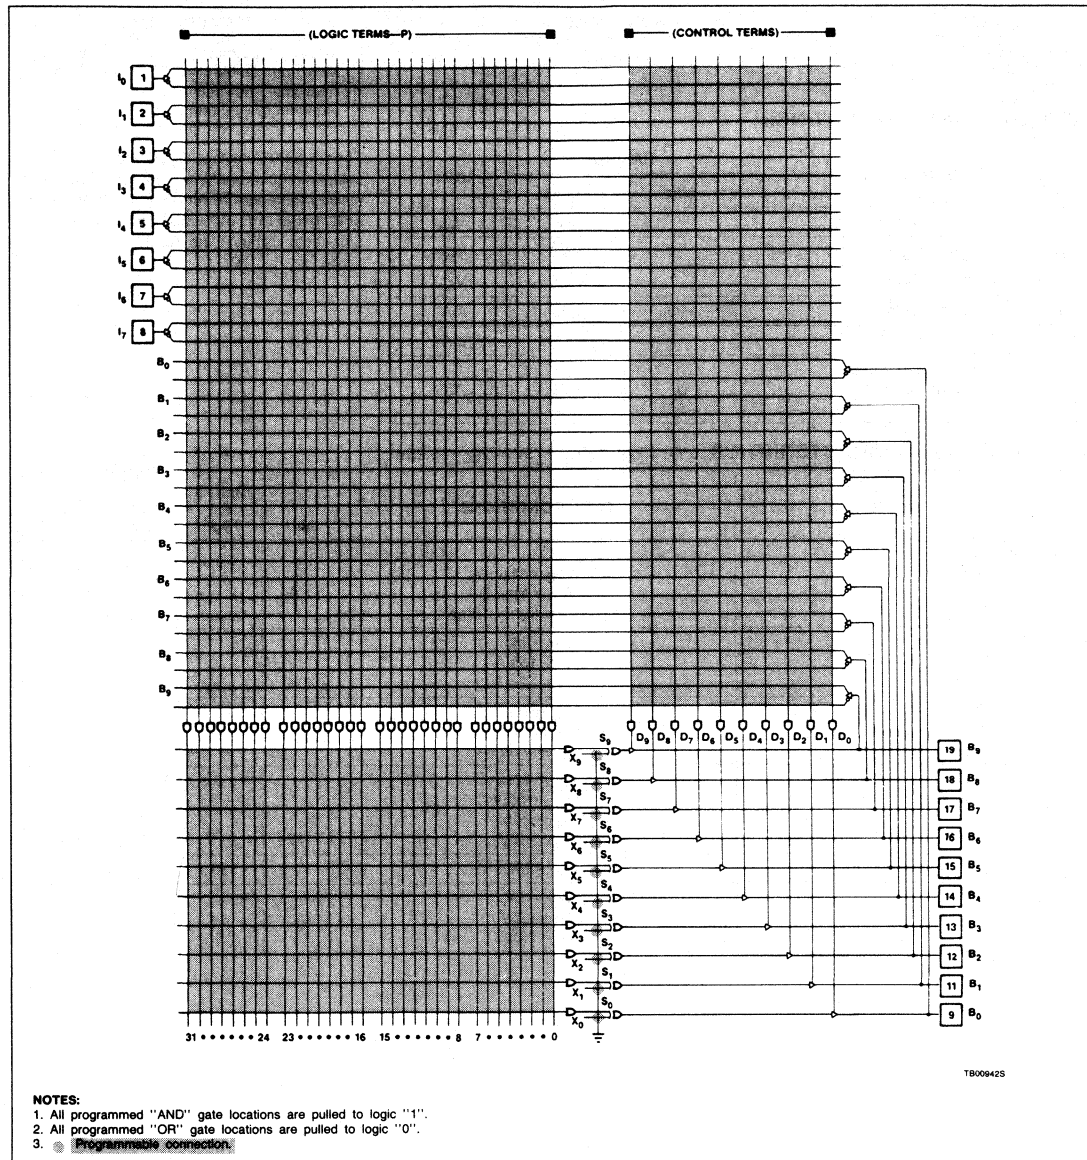 (LOGIC TERMS—P) (CONTROL TERMS)
I0 1
I1 2
I2 3
I3 4
I4 5
I5 6
I6 7
I7 8
B0
B1
B2
B3
B4
B5
B6
B7
B8
B9
D9 D8 D7 D6 D5 D4 D3 D2 D1 D0
S9 X9 19 B9
S8 X8 18 B8
S7 X7 17 B7
S6 X6 16 B6
S5 X5 15 B5
S4 X4 14 B4
S3 X3 13 B3
S2 X2 12 B2
S1 X1 11 B1
S0 X0 9 B0
31 • • • • • • 24 23 • • • • • • 16 15 • • • • • • 8 7 • • • • • • 0
TB00942S
NOTES:
1. All programmed "AND" gate locations are pulled to logic "1".
2. All programmed "OR" gate locations are pulled to logic "0".
3. Programmable connection.